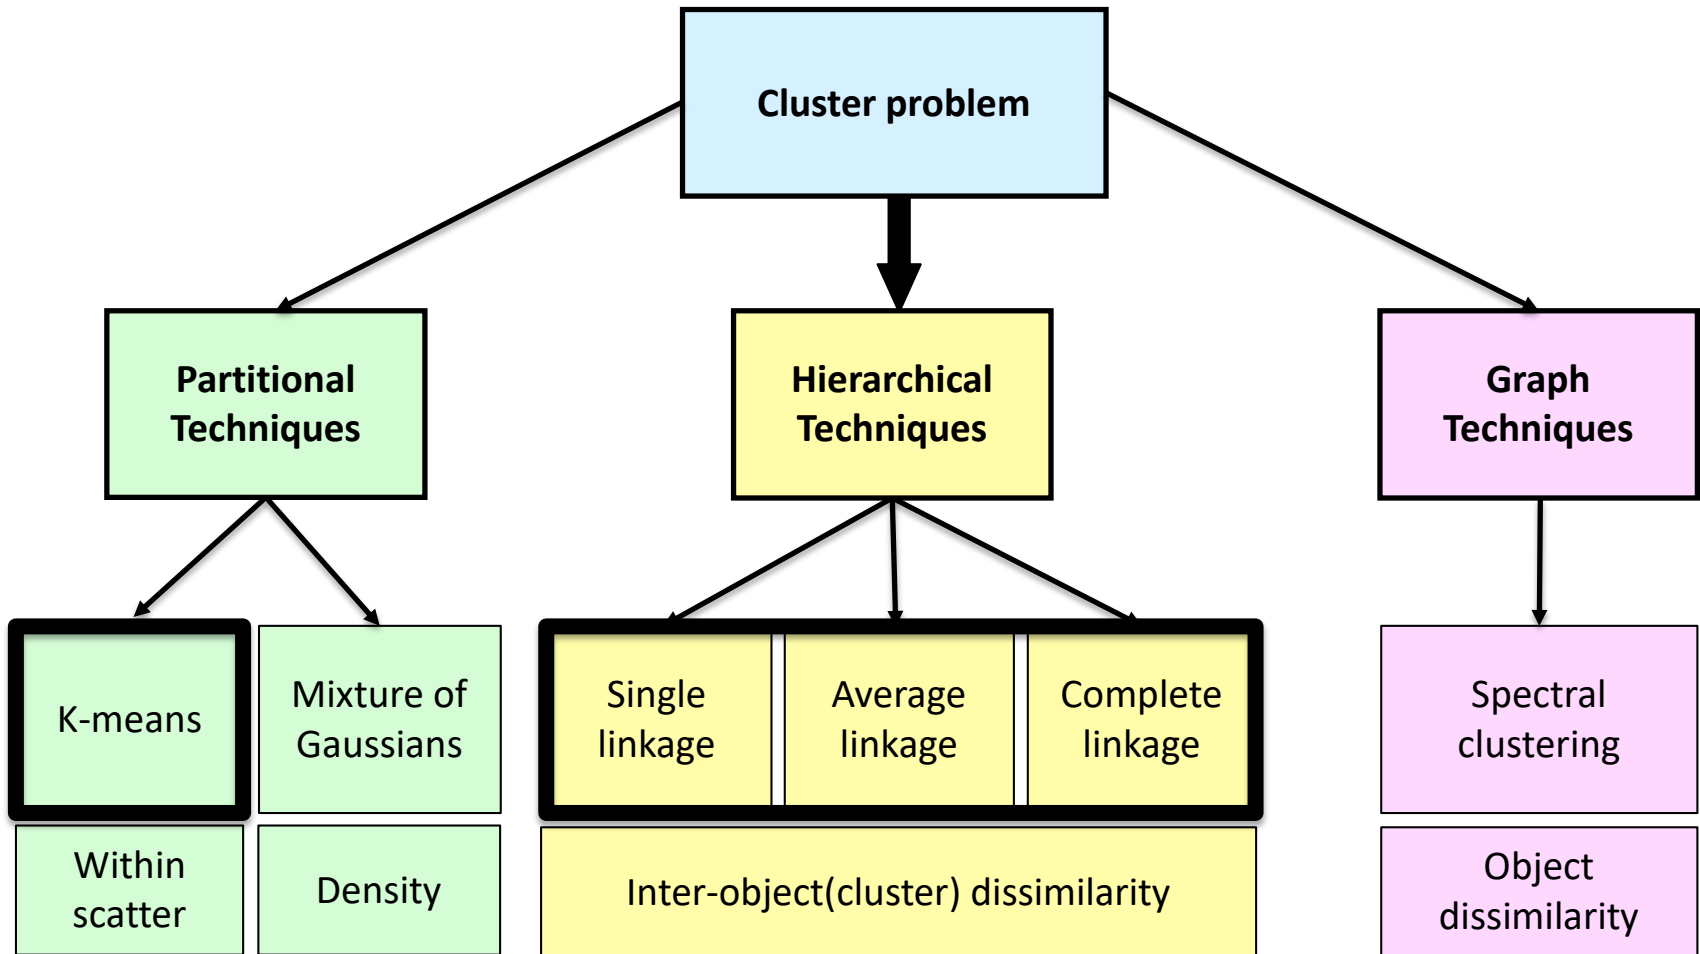 Cluster problem
Partitional
Techniques
Hierarchical
Techniques
Graph
Techniques
K-means
Mixture of
Gaussians
Single
linkage
Average
linkage
Complete
linkage
Spectral
clustering
Within
scatter
Density
Inter-object(cluster) dissimilarity
Object
dissimilarity